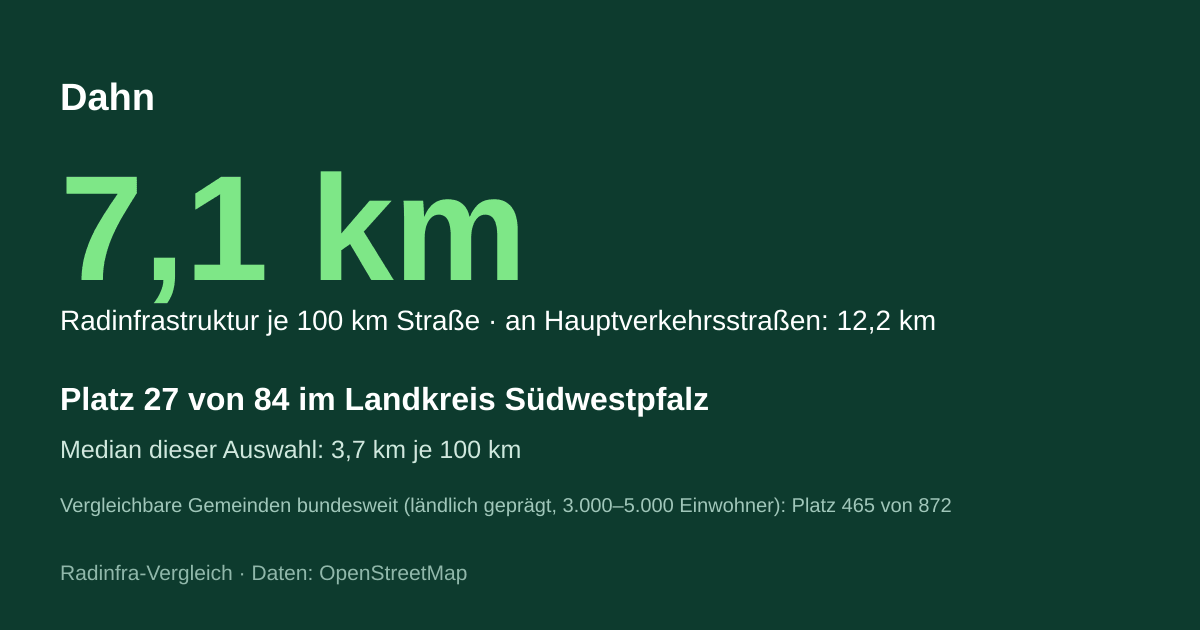 Dahn
7,1 km
Radinfrastruktur je 100 km Straße · an Hauptverkehrsstraßen: 12,2 km
Platz 27 von 84 im Landkreis Südwestpfalz
Median dieser Auswahl: 3,7 km je 100 km
Vergleichbare Gemeinden bundesweit (ländlich geprägt, 3.000–5.000 Einwohner): Platz 465 von 872
Radinfra-Vergleich · Daten: OpenStreetMap